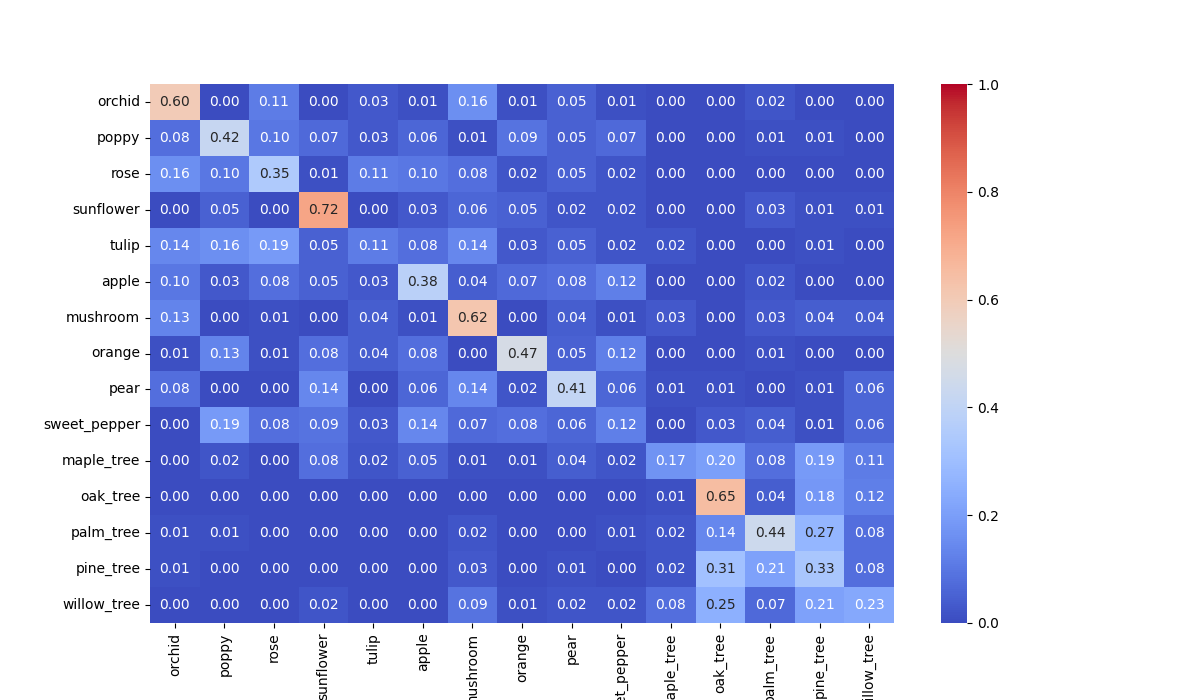 orchid 0.60 0.00 0.11 0.00 0.03 0.01 0.16 0.01 0.05 0.01 0.00 0.00 0.02 0.00 0.00
poppy 0.08 0.42 0.10 0.07 0.03 0.06 0.01 0.09 0.05 0.07 0.00 0.00 0.01 0.01 0.00
rose 0.16 0.10 0.35 0.01 0.11 0.10 0.08 0.02 0.05 0.02 0.00 0.00 0.00 0.00 0.00
sunflower 0.00 0.05 0.00 0.72 0.00 0.03 0.06 0.05 0.02 0.02 0.00 0.00 0.03 0.01 0.01
tulip 0.14 0.16 0.19 0.05 0.11 0.08 0.14 0.03 0.05 0.02 0.02 0.00 0.00 0.01 0.00
apple 0.10 0.03 0.08 0.05 0.03 0.38 0.04 0.07 0.08 0.12 0.00 0.00 0.02 0.00 0.00
mushroom 0.13 0.00 0.01 0.00 0.04 0.01 0.62 0.00 0.04 0.01 0.03 0.00 0.03 0.04 0.04
orange 0.01 0.13 0.01 0.08 0.04 0.08 0.00 0.47 0.05 0.12 0.00 0.00 0.01 0.00 0.00
pear 0.08 0.00 0.00 0.14 0.00 0.06 0.14 0.02 0.41 0.06 0.01 0.01 0.00 0.01 0.06
sweet_pepper 0.00 0.19 0.08 0.09 0.03 0.14 0.07 0.08 0.06 0.12 0.00 0.03 0.04 0.01 0.06
maple_tree 0.00 0.02 0.00 0.08 0.02 0.05 0.01 0.01 0.04 0.02 0.17 0.20 0.08 0.19 0.11
oak_tree 0.00 0.00 0.00 0.00 0.00 0.00 0.00 0.00 0.00 0.00 0.01 0.65 0.04 0.18 0.12
palm_tree 0.01 0.01 0.00 0.00 0.00 0.00 0.02 0.00 0.00 0.01 0.02 0.14 0.44 0.27 0.08
pine_tree 0.01 0.00 0.00 0.00 0.00 0.00 0.03 0.00 0.01 0.00 0.02 0.31 0.21 0.33 0.08
willow_tree 0.00 0.00 0.00 0.02 0.00 0.00 0.09 0.01 0.02 0.02 0.08 0.25 0.07 0.21 0.23
orchid
poppy
rose
sunflower
tulip
apple
mushroom
orange
pear
et_pepper
aple_tree
oak_tree
palm_tree
pine_tree
illow_tree
1.0
0.8
0.6
0.4
0.2
0.0